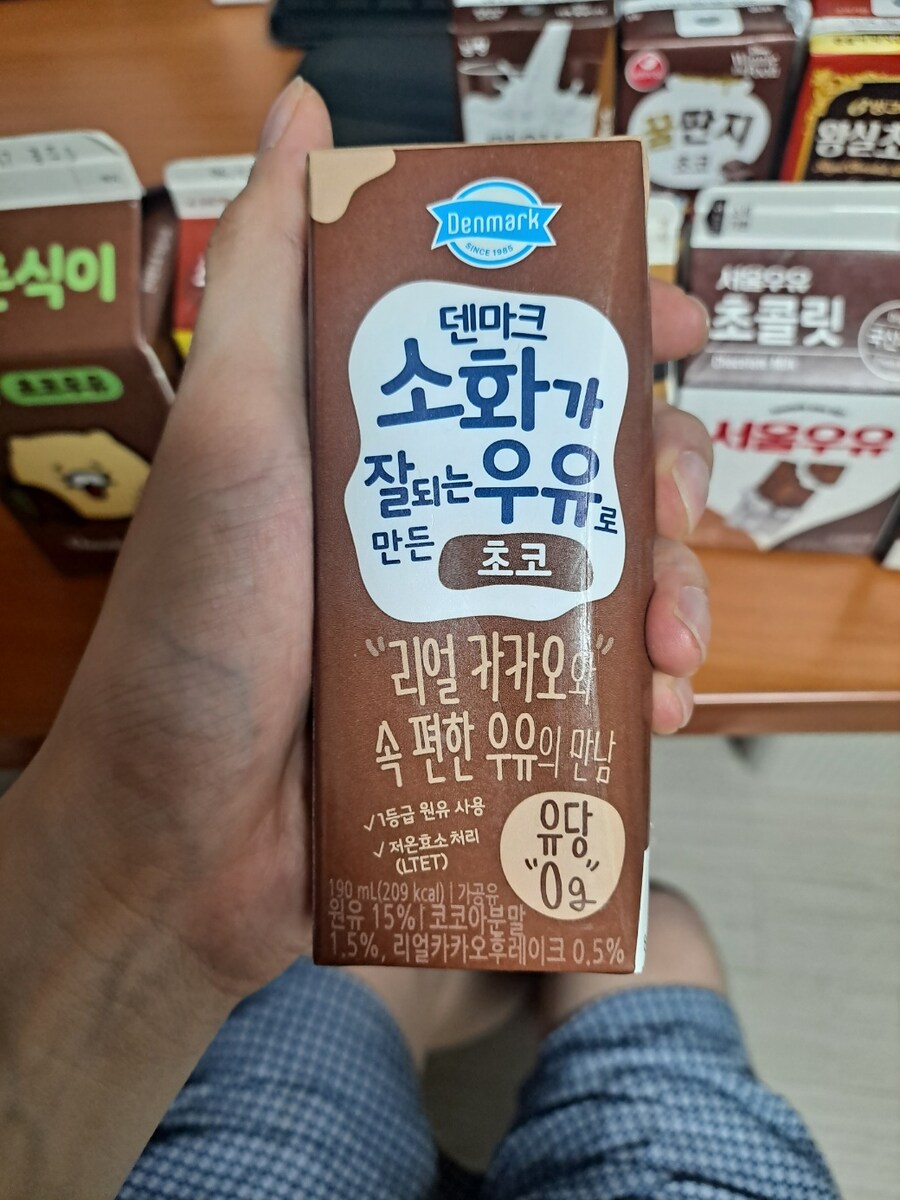 Denmark
SINCE 1985
덴마크
소화가
잘되는 우유로
만든 초코
"리얼 카카오와"
속 편한 우유의 만남
✓1등급 원유 사용
✓저온효소처리
(LTET)
유당
"0g"
190 mL(209 kcal) | 가공유
원유 15% | 코코아분말
1.5%, 리얼카카오후레이크 0.5%
식이
초코우유
꿀딴지
초코
왕실초
서울우유
초콜릿
서울우유